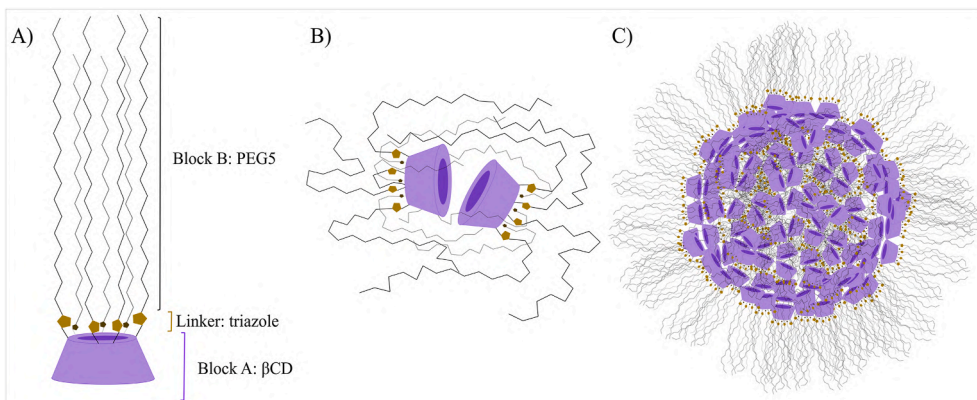 A)
B)
C)
Block B: PEG5
Linker: triazole
Block A: βCD